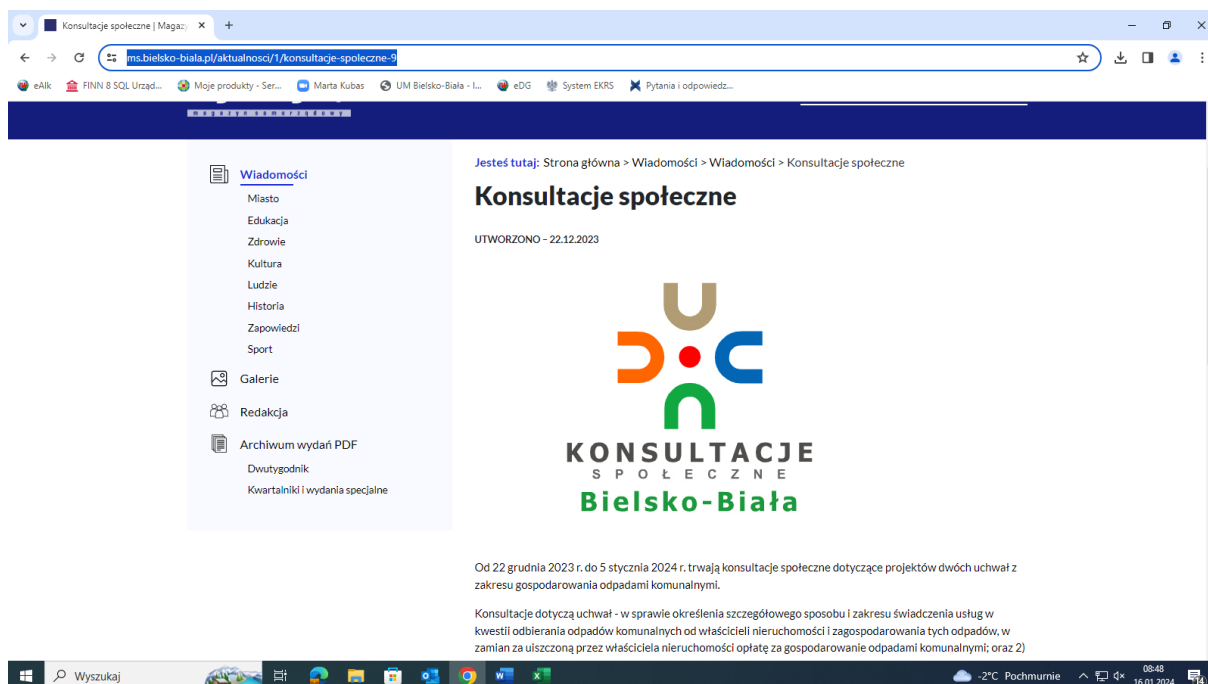 Konsultacje społeczne | Magazy
ms.bielsko-biala.pl/aktualnosci/1/konsultacje-spoleczne-9
eAlk
FINN 8 SQL Urząd...
Moje produkty - Ser...
Marta Kubas
UM Bielsko-Biała - I...
eDG
System EKRS
Pytania i odpowiedz...
magazyn samorządowy
Wiadomości
Miasto
Edukacja
Zdrowie
Kultura
Ludzie
Historia
Zapowiedzi
Sport
Galerie
Redakcja
Archiwum wydań PDF
Dwutygodnik
Kwartalniki i wydania specjalne
Jesteś tutaj: Strona główna > Wiadomości > Wiadomości > Konsultacje społeczne
Konsultacje społeczne
UTWORZONO – 22.12.2023
KONSULTACJE
SPOŁECZNE
Bielsko-Biała
Od 22 grudnia 2023 r. do 5 stycznia 2024 r. trwają konsultacje społeczne dotyczące projektów dwóch uchwał z
zakresu gospodarowania odpadami komunalnymi.
Konsultacje dotyczą uchwał - w sprawie określenia szczegółowego sposobu i zakresu świadczenia usług w
kwestii odbierania odpadów komunalnych od właścicieli nieruchomości i zagospodarowania tych odpadów, w
zamian za uiszczoną przez właściciela nieruchomości opłatę za gospodarowanie odpadami komunalnymi; oraz 2)
Wyszukaj
-2°C Pochmurnie
08:48
16.01.2024
14